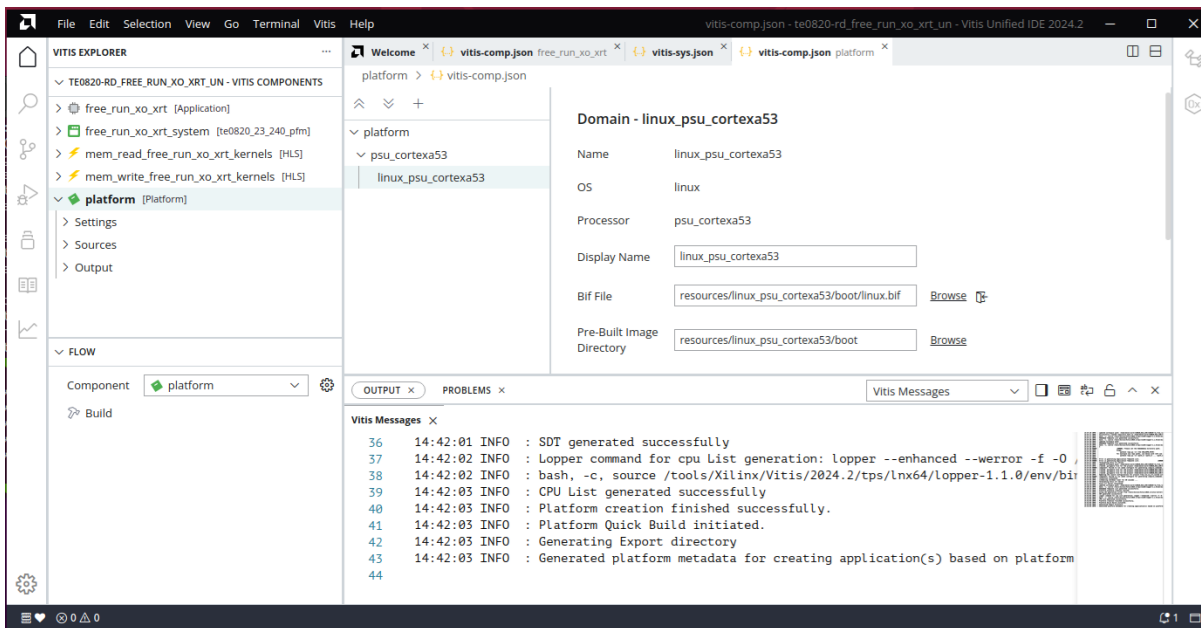 File Edit Selection View Go Terminal Vitis Help
vitis-comp.json - te0820-rd_free_run_xo_xrt_un - Vitis Unified IDE 2024.2
VITIS EXPLORER
Welcome
vitis-comp.json free_run_xo_xrt
vitis-sys.json
vitis-comp.json platform
TE0820-RD_FREE_RUN_XO_XRT_UN - VITIS COMPONENTS
free_run_xo_xrt [Application]
free_run_xo_xrt_system [te0820_23_240_pfm]
mem_read_free_run_xo_xrt_kernels [HLS]
mem_write_free_run_xo_xrt_kernels [HLS]
platform [Platform]
Settings
Sources
Output
FLOW
Component platform
Build
platform > vitis-comp.json
platform
psu_cortexa53
linux_psu_cortexa53
Domain - linux_psu_cortexa53
Name linux_psu_cortexa53
OS linux
Processor psu_cortexa53
Display Name linux_psu_cortexa53
Bif File resources/linux_psu_cortexa53/boot/linux.bif Browse
Pre-Built Image
Directory resources/linux_psu_cortexa53/boot Browse
OUTPUT PROBLEMS Vitis Messages
Vitis Messages
36 14:42:01 INFO : SDT generated successfully
37 14:42:02 INFO : Lopper command for cpu List generation: lopper --enhanced --werror -f -O
38 14:42:02 INFO : bash, -c, source /tools/Xilinx/Vitis/2024.2/tps/lnx64/lopper-1.1.0/env/bin
39 14:42:03 INFO : CPU List generated successfully
40 14:42:03 INFO : Platform creation finished successfully.
41 14:42:03 INFO : Platform Quick Build initiated.
42 14:42:03 INFO : Generating Export directory
43 14:42:03 INFO : Generated platform metadata for creating application(s) based on platform
44
0 0
1